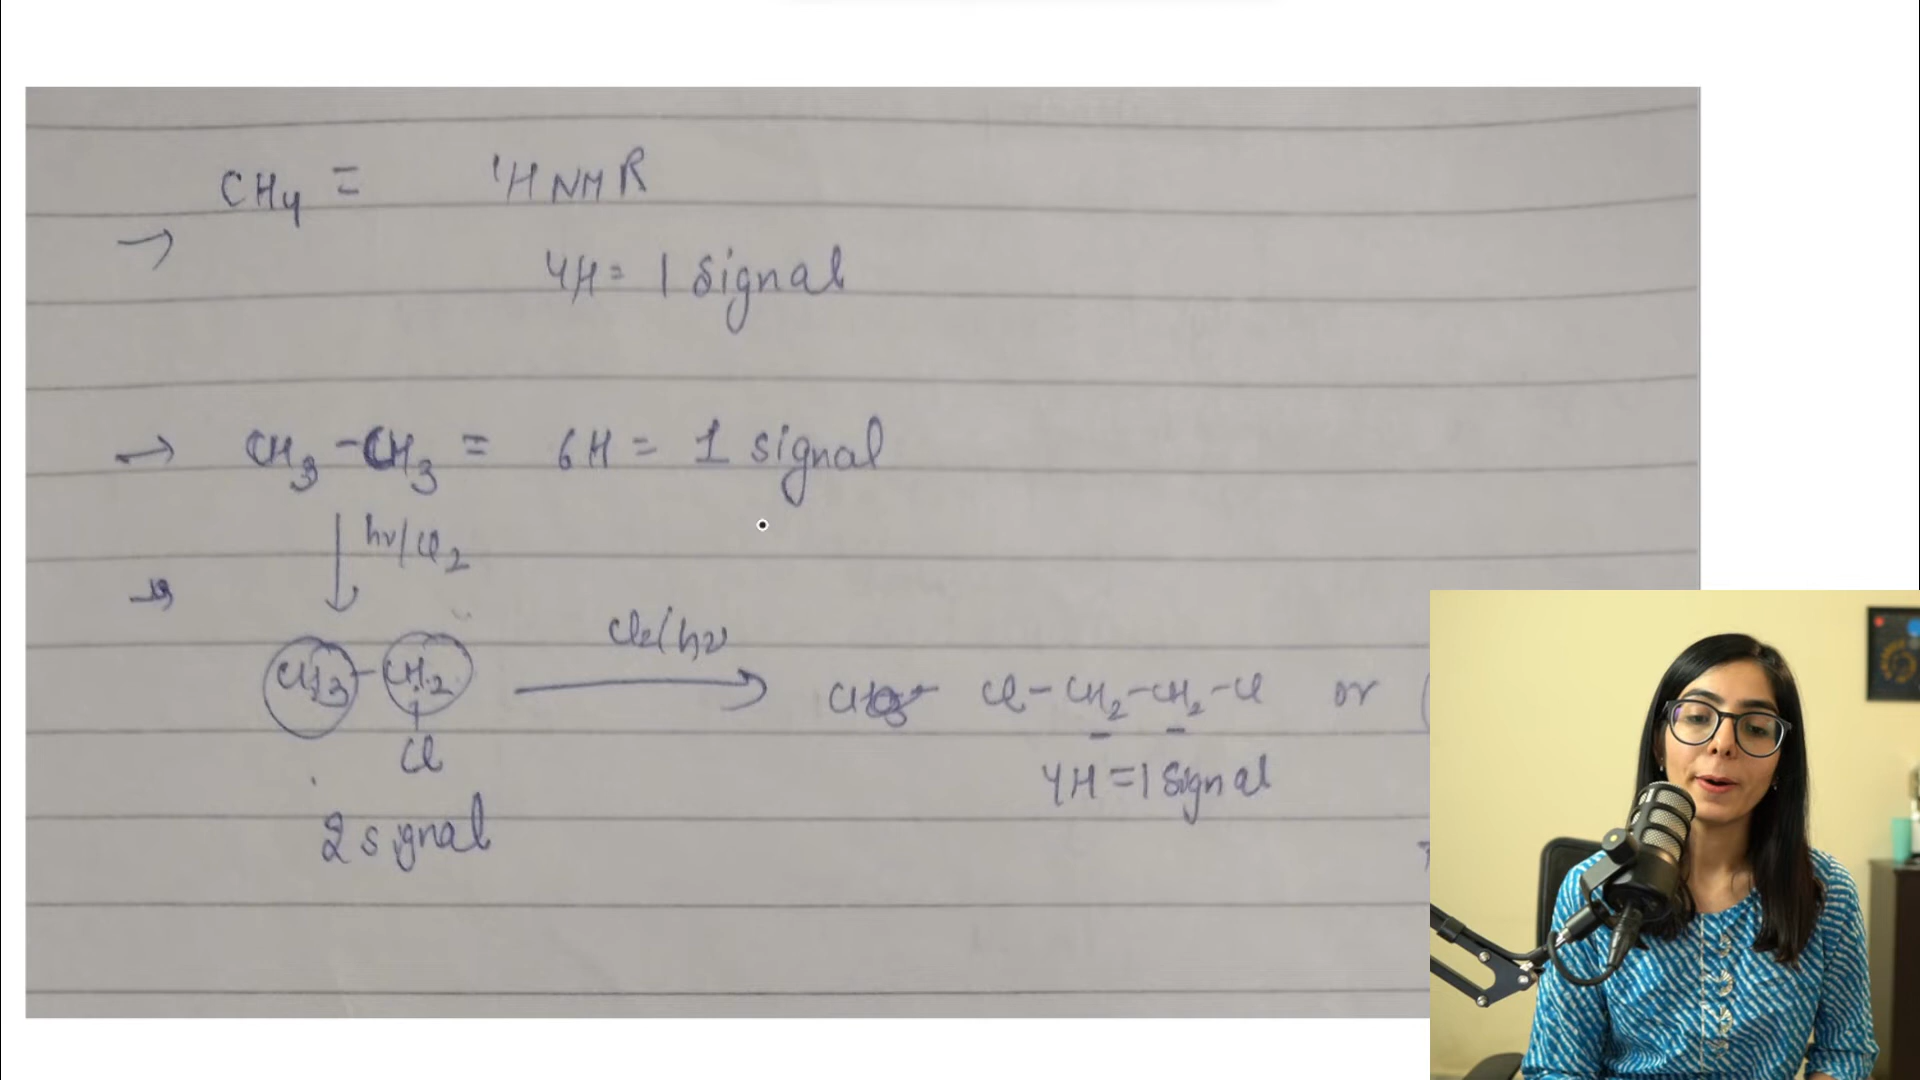 CH4 = ¹H NMR
→ 4H = 1 Signal
→ CH3 - CH3 = 6H = 1 signal
hν/Cl2
CH3 - CH2 Cl2/hν Cl-CH2-CH2-Cl or (
Cl 4H = 1 Signal
2 signal